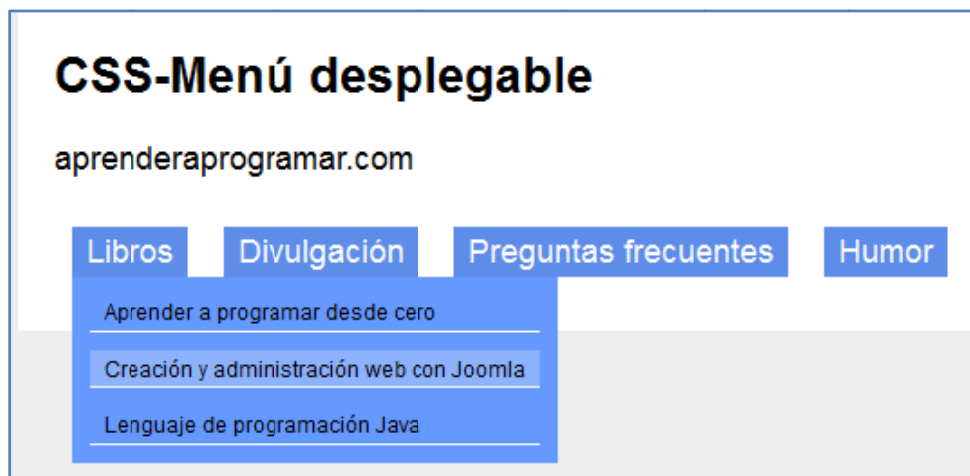 CSS-Menú desplegable
aprenderaprogramar.com
Libros Divulgación Preguntas frecuentes Humor
Aprender a programar desde cero
Creación y administración web con Joomla
Lenguaje de programación Java